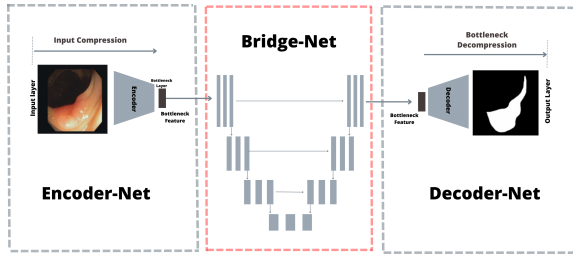 Input Compression
Input layer
Encoder
Bottleneck
Layer
Bottleneck
Feature
Encoder-Net
Bridge-Net
Bottleneck
Decompression
Bottleneck
Feature
Decoder
Output Layer
Decoder-Net